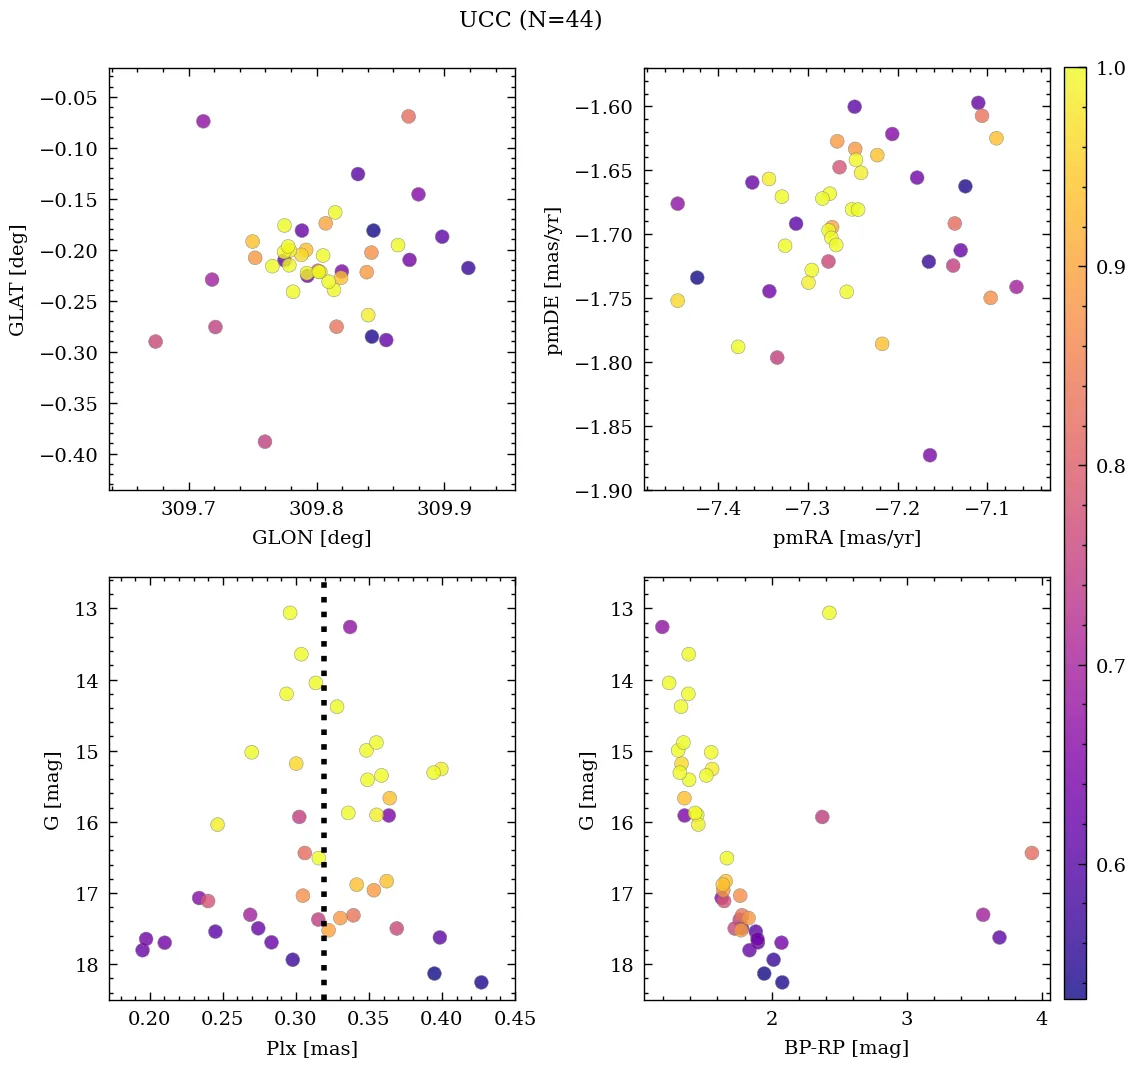 UCC (N=44)
−0.05
−0.10
−0.15
−0.20
−0.25
−0.30
−0.35
−0.40
GLAT [deg]
309.7 309.8 309.9
GLON [deg]
−1.60
−1.65
−1.70
−1.75
−1.80
−1.85
−1.90
pmDE [mas/yr]
−7.4 −7.3 −7.2 −7.1
pmRA [mas/yr]
13
14
15
16
17
18
G [mag]
0.20 0.25 0.30 0.35 0.40 0.45
Plx [mas]
13
14
15
16
17
18
G [mag]
2 3 4
BP-RP [mag]
1.0
0.9
0.8
0.7
0.6